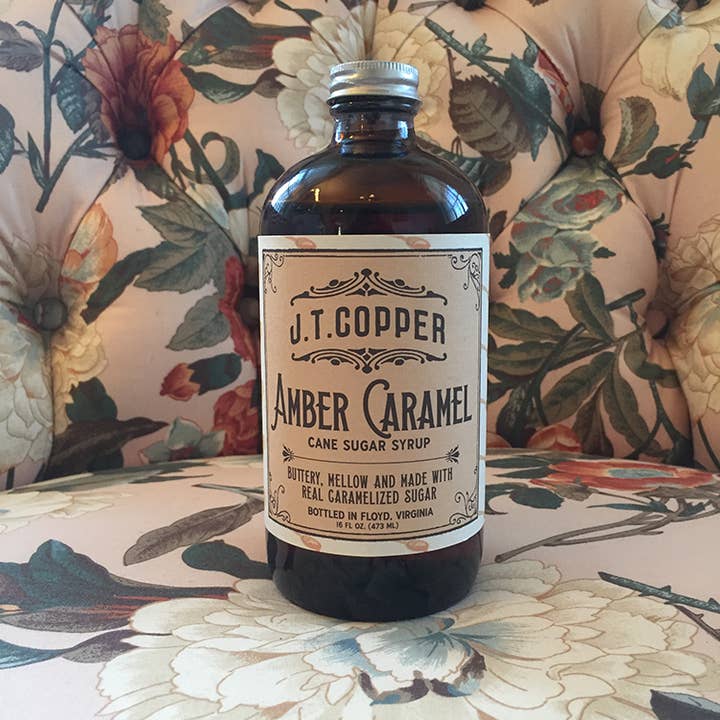 J.T.COPPER
AMBER CARAMEL
CANE SUGAR SYRUP
BUTTERY, MELLOW AND MADE WITH
REAL CARAMELIZED SUGAR
BOTTLED IN FLOYD, VIRGINIA
16 FL OZ. (473 ML)